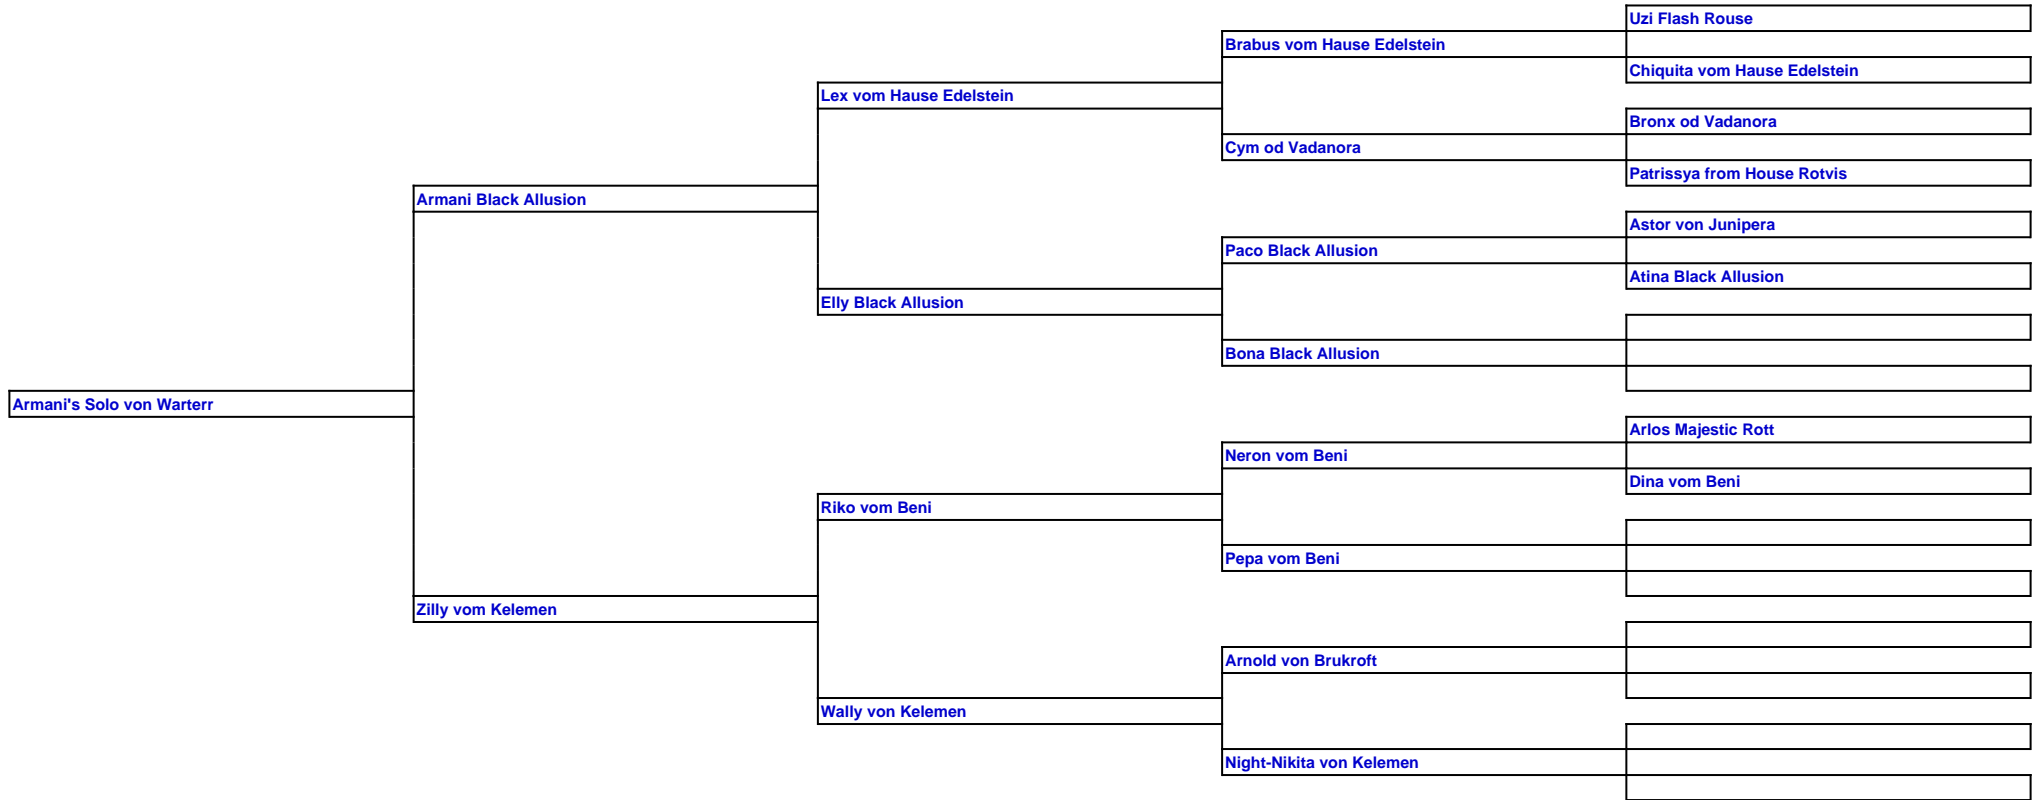 Uzi Flash Rouse
Brabus vom Hause Edelstein
Chiquita vom Hause Edelstein
Lex vom Hause Edelstein
Bronx od Vadanora
Cym od Vadanora
Patrissya from House Rotvis
Armani Black Allusion
Astor von Junipera
Paco Black Allusion
Atina Black Allusion
Elly Black Allusion
Bona Black Allusion
Armani's Solo von Warterr
Arlos Majestic Rott
Neron vom Beni
Dina vom Beni
Riko vom Beni
Pepa vom Beni
Zilly vom Kelemen
Arnold von Brukroft
Wally von Kelemen
Night-Nikita von Kelemen